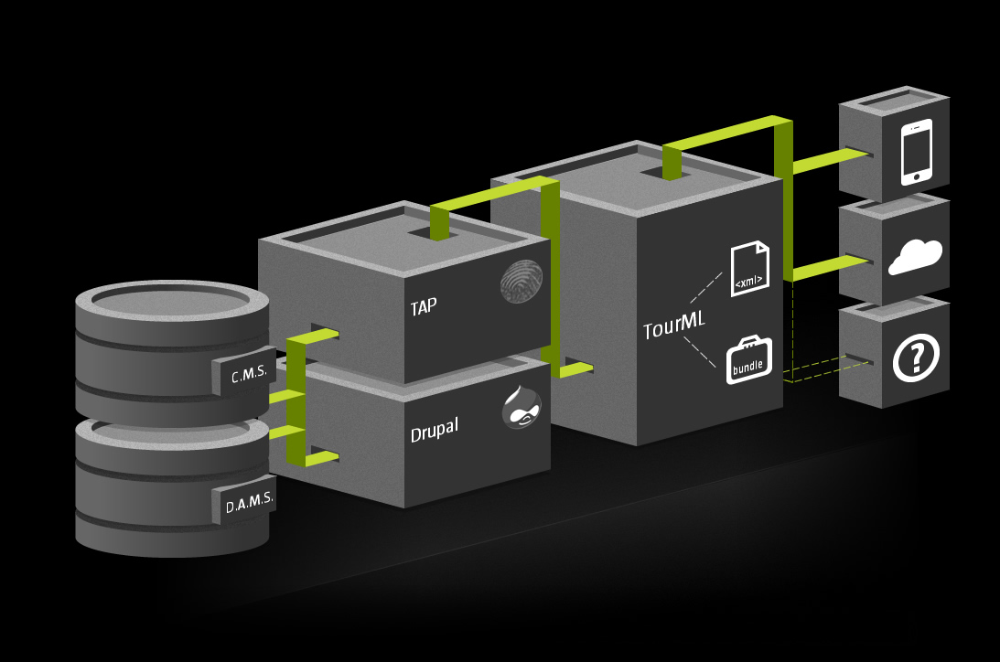 C.M.S.
D.A.M.S.
TAP
Drupal
TourML
<xml>
bundle
?